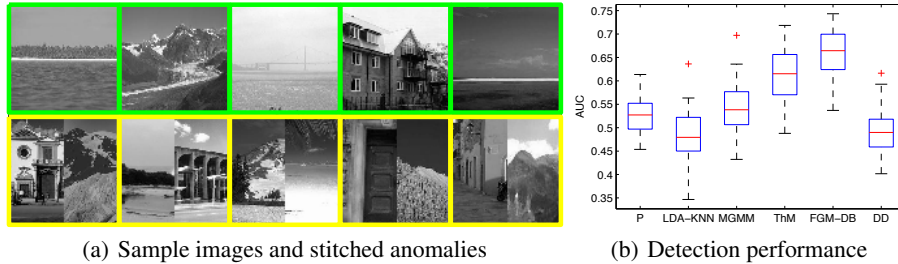 0.75
0.7
0.65
0.6
0.55
0.5
0.45
0.4
0.35
AUC
P LDA-KNN MGMM ThM FGM-DB DD
(a) Sample images and stitched anomalies
(b) Detection performance